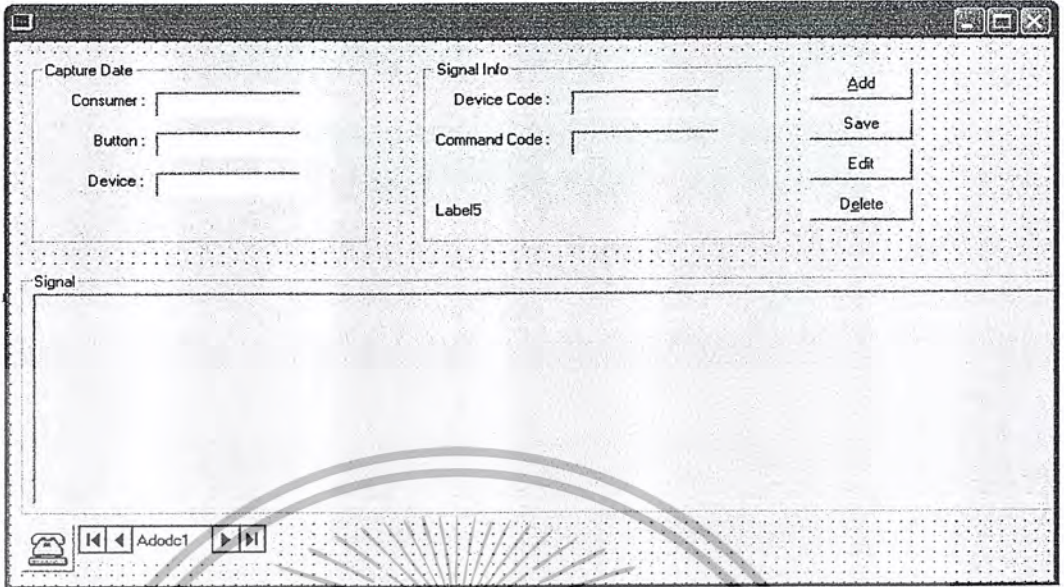 Capture Date
Consumer :
Button :
Device :
Signal Info
Device Code :
Command Code :
Label5
Add
Save
Edit
Delete
Signal
Adodc1